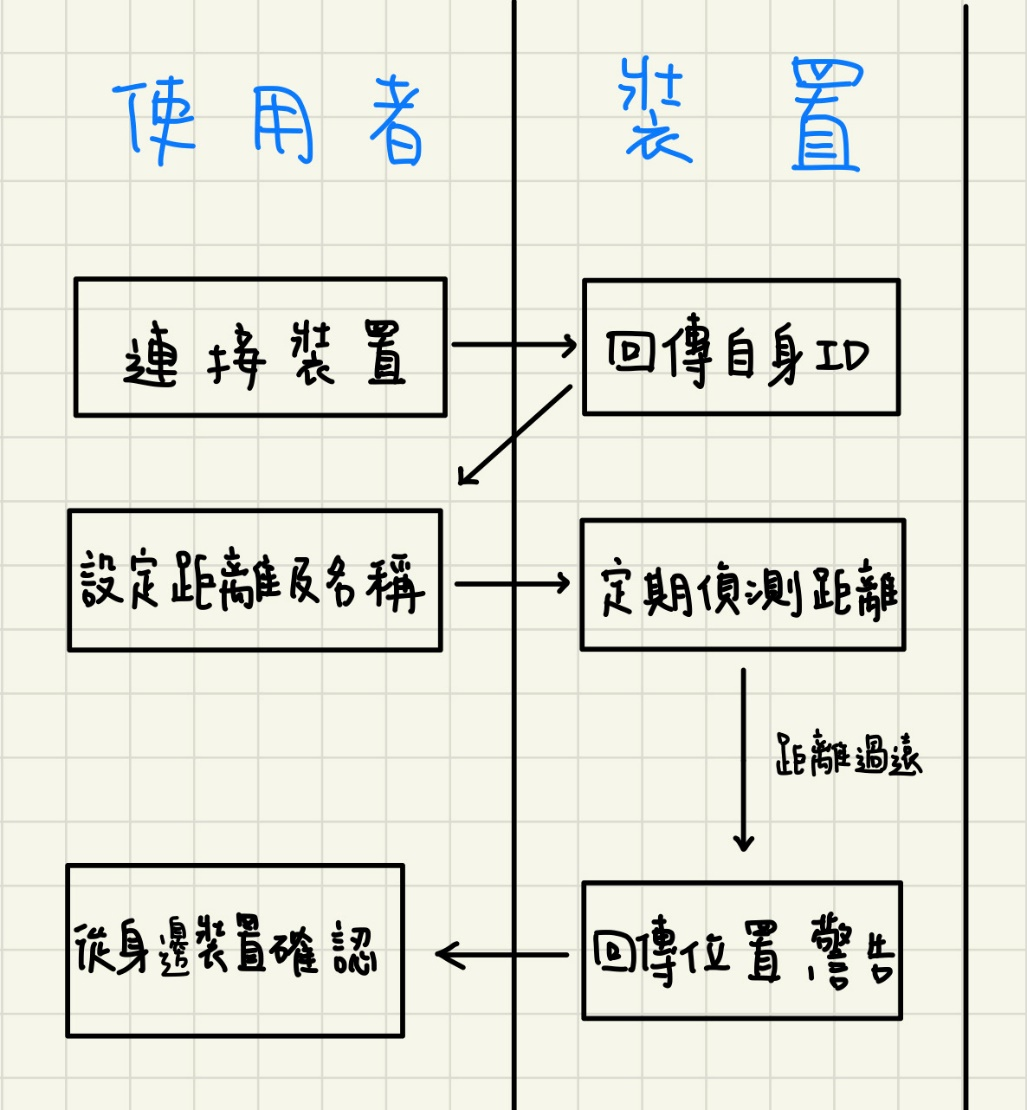 使用者
裝置
連接裝置
回傳自身ID
設定距離及名稱
定期偵測距離
距離過遠
從身邊裝置確認
回傳位置警告